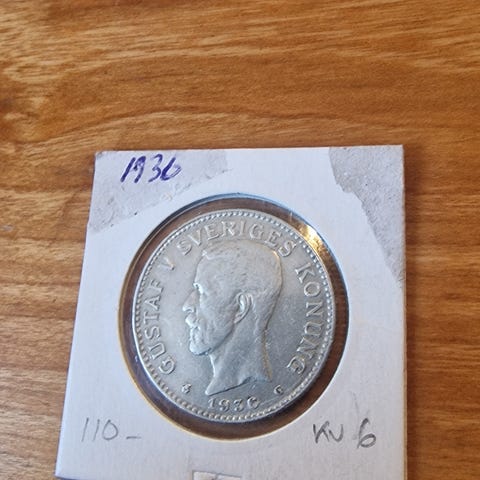 1936
GUSTAF V SVERIGES KONUNG
1936
G
110-
KV 6